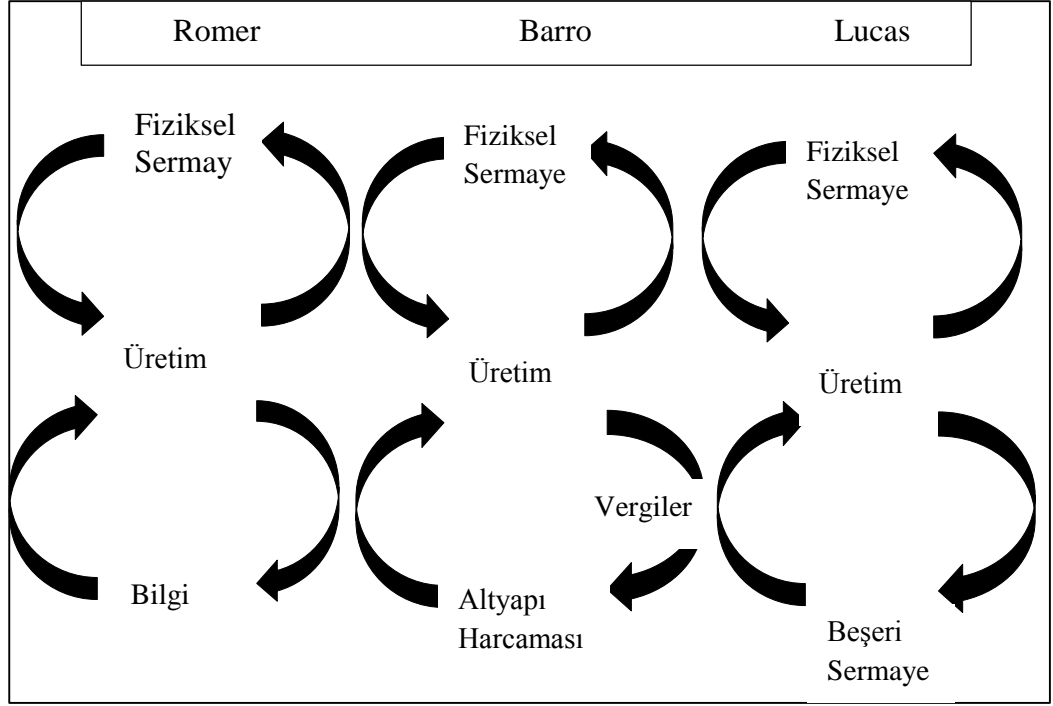 Romer Barro Lucas
Fiziksel
Sermay
Fiziksel
Sermaye
Fiziksel
Sermaye
Üretim
Üretim
Üretim
Vergiler
Bilgi
Altyapı
Harcaması
Beşeri
Sermaye